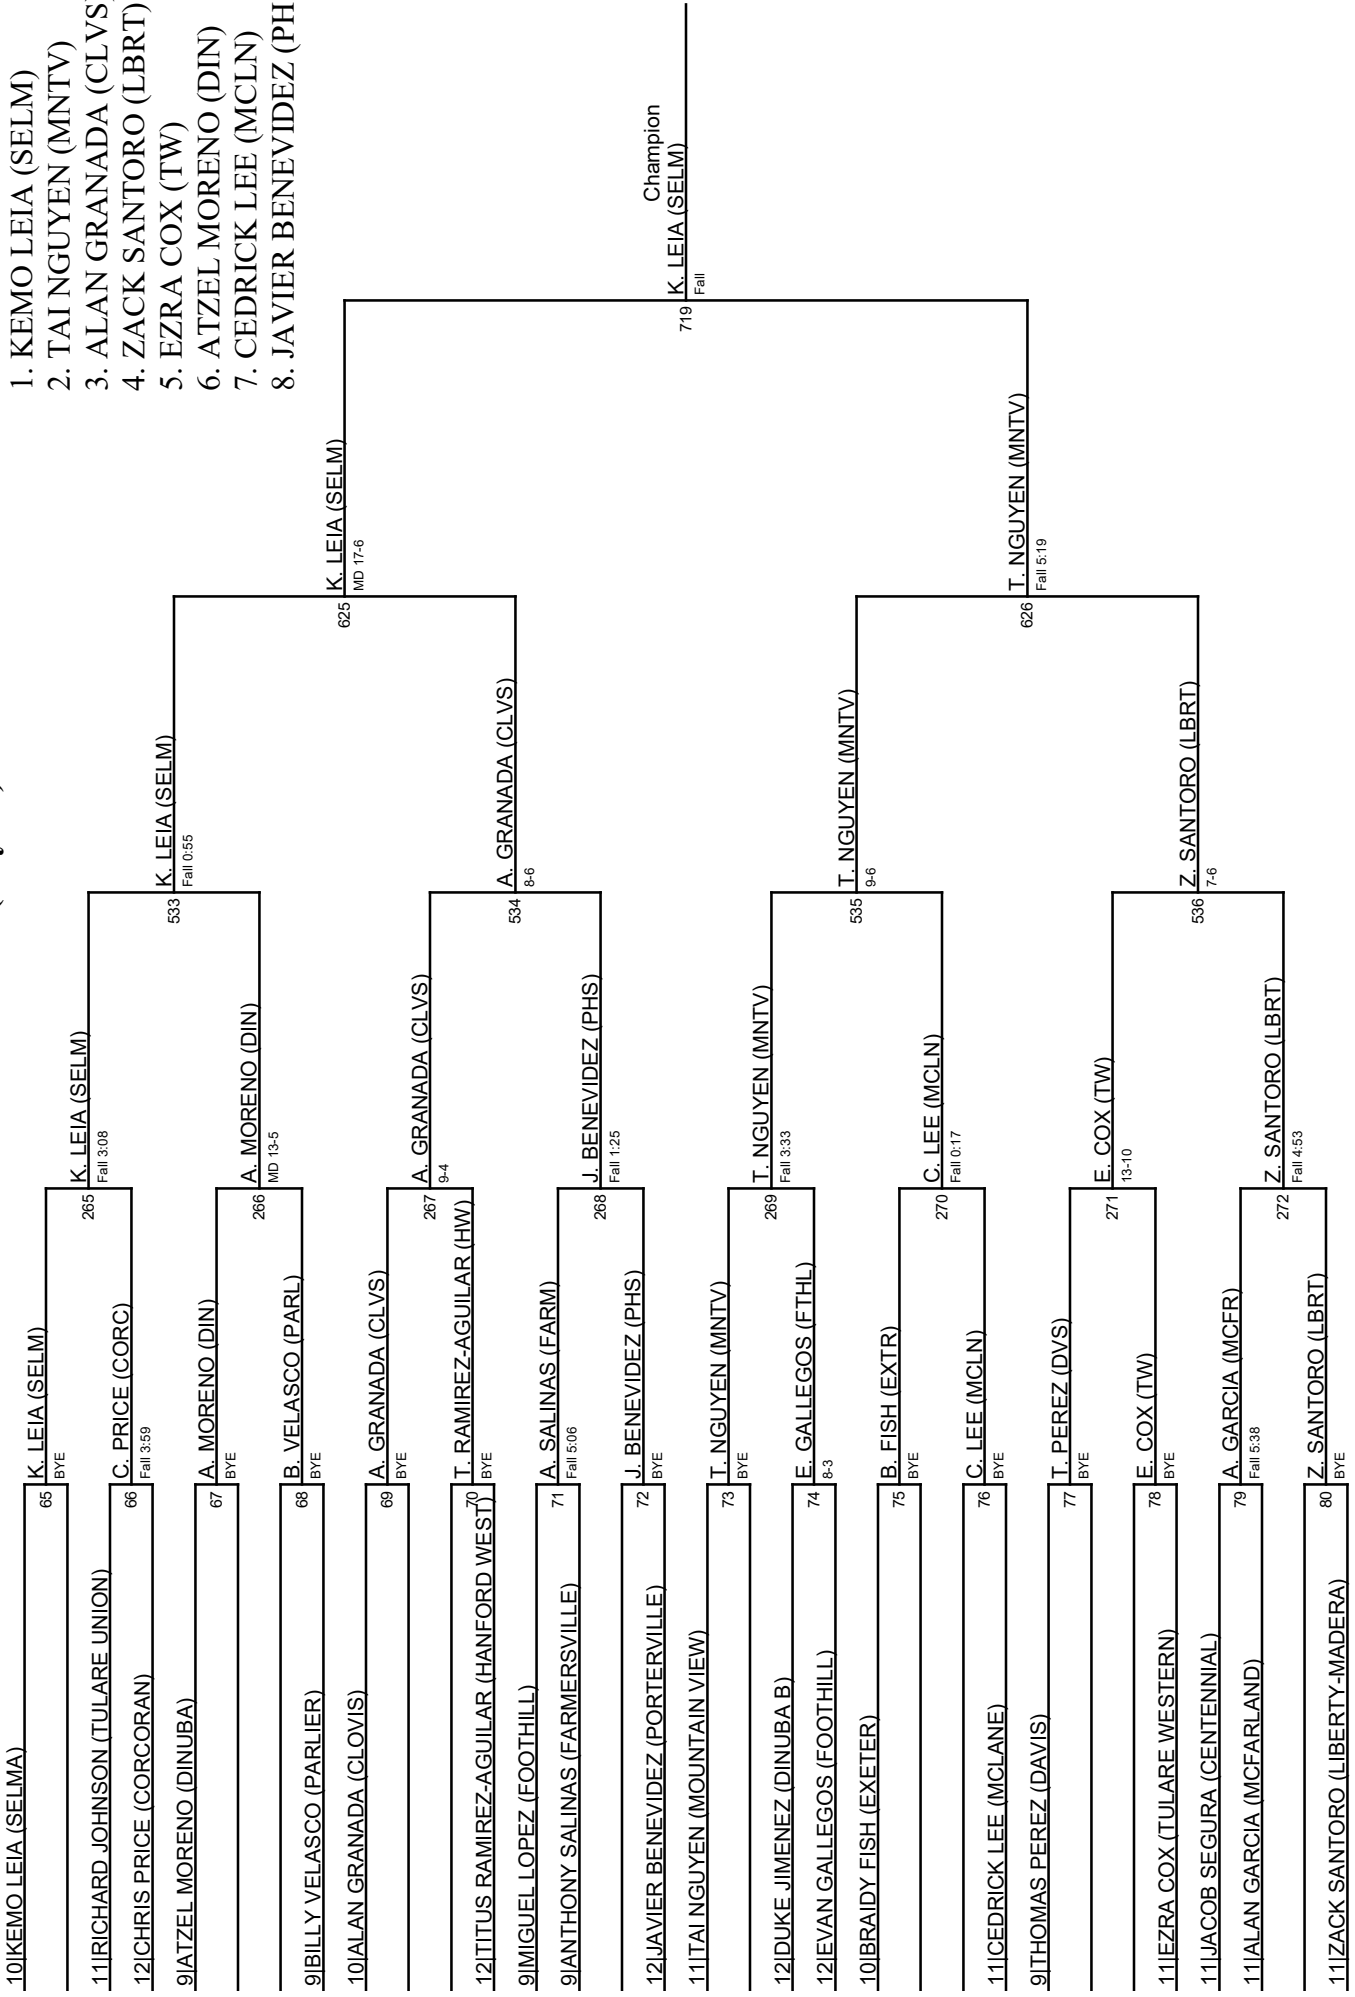 1. KEMO LEIA (SELM)
2. TAI NGUYEN (MNTV)
3. ALAN GRANADA (CLVS)
4. ZACK SANTORO (LBRT)
5. EZRA COX (TW)
6. ATZEL MORENO (DIN)
7. CEDRICK LEE (MCLN)
8. JAVIER BENEVIDEZ (PH
10|KEMO LEIA (SELMA)
11|RICHARD JOHNSON (TULARE UNION)
12|CHRIS PRICE (CORCORAN)
9|ATZEL MORENO (DINUBA)
9|BILLY VELASCO (PARLIER)
10|ALAN GRANADA (CLOVIS)
12|TITUS RAMIREZ-AGUILAR (HANFORD WEST)
9|MIGUEL LOPEZ (FOOTHILL)
9|ANTHONY SALINAS (FARMERSVILLE)
12|JAVIER BENEVIDEZ (PORTERVILLE)
11|TAI NGUYEN (MOUNTAIN VIEW)
12|DUKE JIMENEZ (DINUBA B)
12|EVAN GALLEGOS (FOOTHILL)
10|BRAIDY FISH (EXETER)
11|CEDRICK LEE (MCLANE)
9|THOMAS PEREZ (DAVIS)
11|EZRA COX (TULARE WESTERN)
11|JACOB SEGURA (CENTENNIAL)
11|ALAN GARCIA (MCFARLAND)
11|ZACK SANTORO (LIBERTY-MADERA)
65
K. LEIA (SELM)
BYE
66
C. PRICE (CORC)
Fall 3:59
67
A. MORENO (DIN)
BYE
68
B. VELASCO (PARL)
BYE
69
A. GRANADA (CLVS)
BYE
70
T. RAMIREZ-AGUILAR (HW)
BYE
71
A. SALINAS (FARM)
Fall 5:06
72
J. BENEVIDEZ (PHS)
BYE
73
T. NGUYEN (MNTV)
BYE
74
E. GALLEGOS (FTHL)
8-3
75
B. FISH (EXTR)
BYE
76
C. LEE (MCLN)
BYE
77
T. PEREZ (DVS)
BYE
78
E. COX (TW)
BYE
79
A. GARCIA (MCFR)
Fall 5:38
80
Z. SANTORO (LBRT)
BYE
265
K. LEIA (SELM)
Fall 3:08
266
A. MORENO (DIN)
MD 13-5
267
A. GRANADA (CLVS)
9-4
268
J. BENEVIDEZ (PHS)
Fall 1:25
269
T. NGUYEN (MNTV)
Fall 3:33
270
C. LEE (MCLN)
Fall 0:17
271
E. COX (TW)
13-10
272
Z. SANTORO (LBRT)
Fall 4:53
533
K. LEIA (SELM)
Fall 0:55
534
A. GRANADA (CLVS)
8-6
535
T. NGUYEN (MNTV)
9-6
536
Z. SANTORO (LBRT)
7-6
625
K. LEIA (SELM)
MD 17-6
626
T. NGUYEN (MNTV)
Fall 5:19
719
Champion
K. LEIA (SELM)
Fall